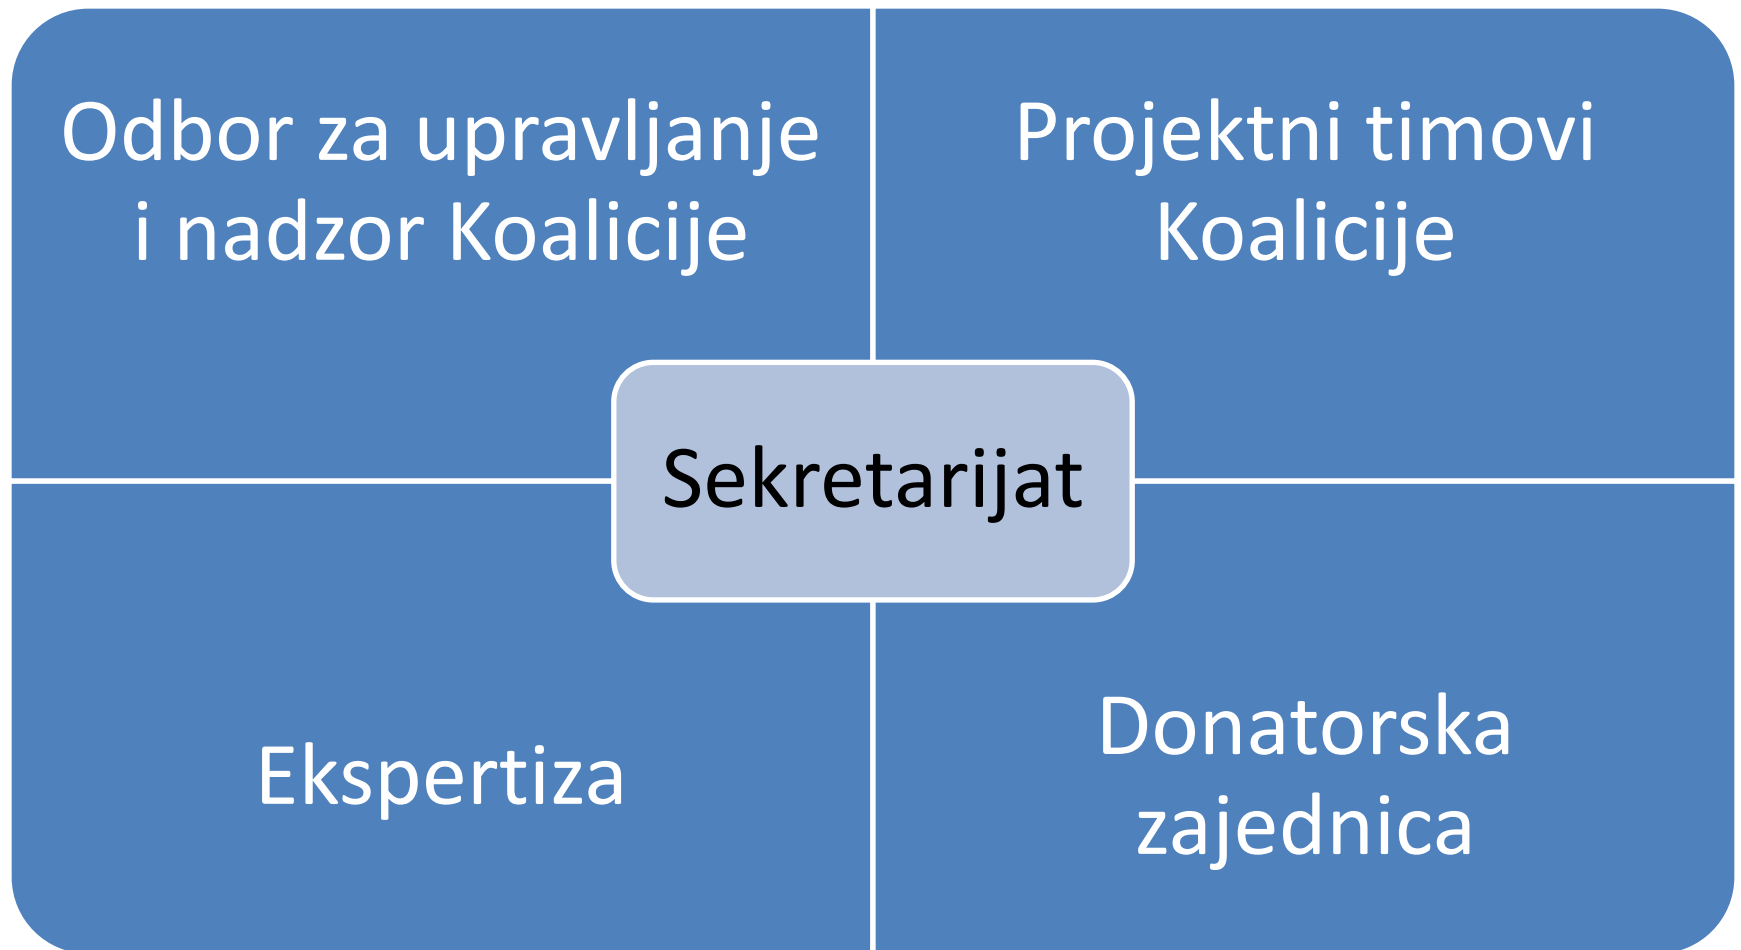 Odbor za upravljanje
i nadzor Koalicije
Projektni timovi
Koalicije
Sekretarijat
Ekspertiza
Donatorska
zajednica